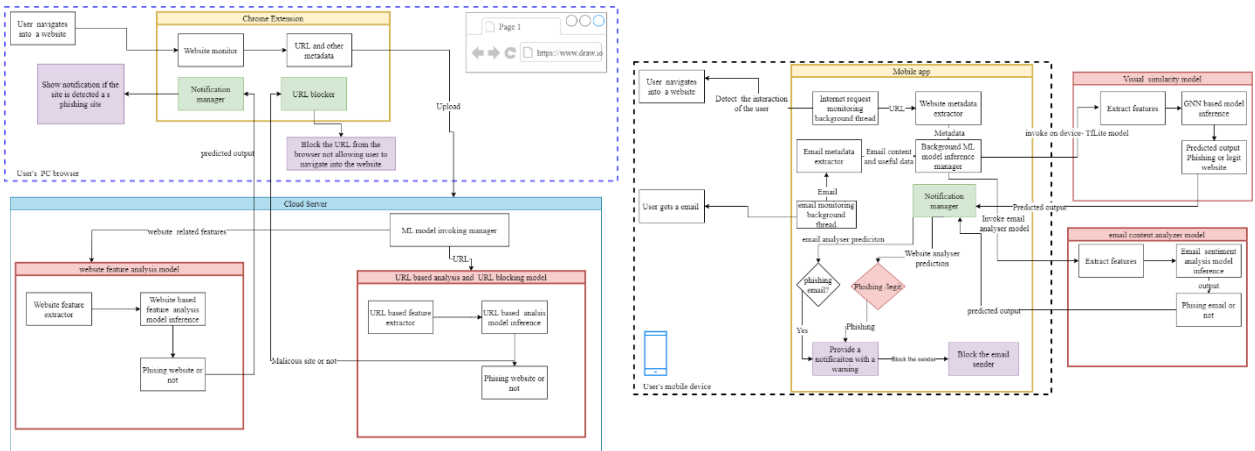 User navigates
into a website
Chrome Extension
Website monitor
URL and other
metadata
Page 1
https://www.draw.io
Show notification if the
site is detected a s
phishing site
Notification
manager
URL blocker
Upload
Block the URL from the
browser not allowing user to
navigate into the website
predicted output
User's PC browser
Cloud Server
ML model invoking manager
website related features
URL
website feature analysis model
Website feature
extractor
Website based
feature analysis
model inference
Phising website or
not
URL based analysis and URL blocking model
URL based feature
extractor
URL based analsis
model inference
Malicous site or not
Phising website or
not
Mobile app
User navigates
into a website
Detect the interaction
of the user
Internet request
monitoring
background thread
URL
Website metadata
extractor
Metadata
Email metadata
extractor
Email content
and useful data
Background ML
model inference
manager
invoke on device- TfLite model
Visual similarity model
Extract features
GNN based model
inference
Predicted output
Phishing or legit
website
User gets a email
Email
email monitoring
background
thread
Notification
manager
Predicted output
Invoke email
analyser model
email analyser prediciton
Website analyser
prediction
phishing
email?
Phishing /legit
Yes
Phishing
Provide a
notificaiton with a
warning
Block the sender
Block the email
sender
User's mobile device
email content analyzer model
Extract features
Email sentiment
analysis model
inference
output
Phising email or
not
predicted output